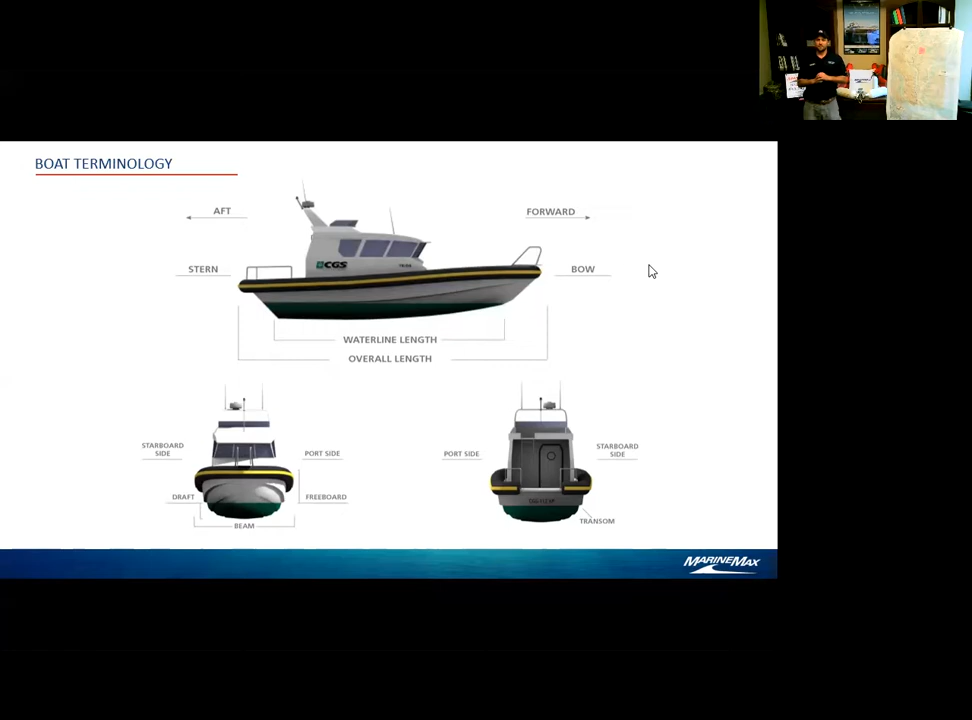 BOAT TERMINOLOGY
AFT
FORWARD
STERN
CGS
BOW
WATERLINE LENGTH
OVERALL LENGTH
STARBOARD
SIDE
PORT SIDE
DRAFT
FREEBOARD
BEAM
PORT SIDE
STARBOARD
SIDE
TRANSOM
MARINEMAX